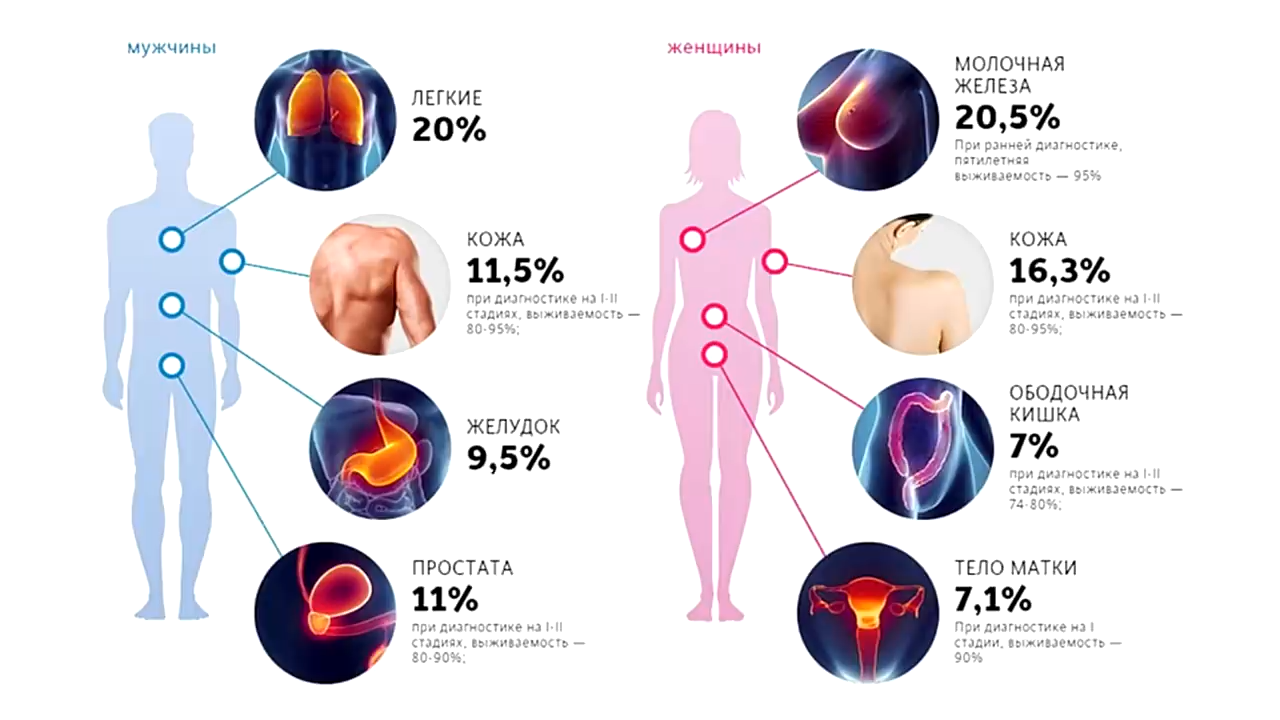 мужчины
ЛЕГКИЕ
20%
КОЖА
11,5%
при диагностике на I-II
стадиях, выживаемость —
80-95%;
ЖЕЛУДОК
9,5%
ПРОСТАТА
11%
при диагностике на I-II
стадиях, выживаемость —
80-90%;
женщины
МОЛОЧНАЯ
ЖЕЛЕЗА
20,5%
При ранней диагностике,
пятилетняя
выживаемость — 95%
КОЖА
16,3%
при диагностике на I-II
стадиях, выживаемость —
80-95%;
ОБОДОЧНАЯ
КИШКА
7%
при диагностике на I-II
стадиях, выживаемость —
74-80%;
ТЕЛО МАТКИ
7,1%
При диагностике на I
стадии, выживаемость —
90%